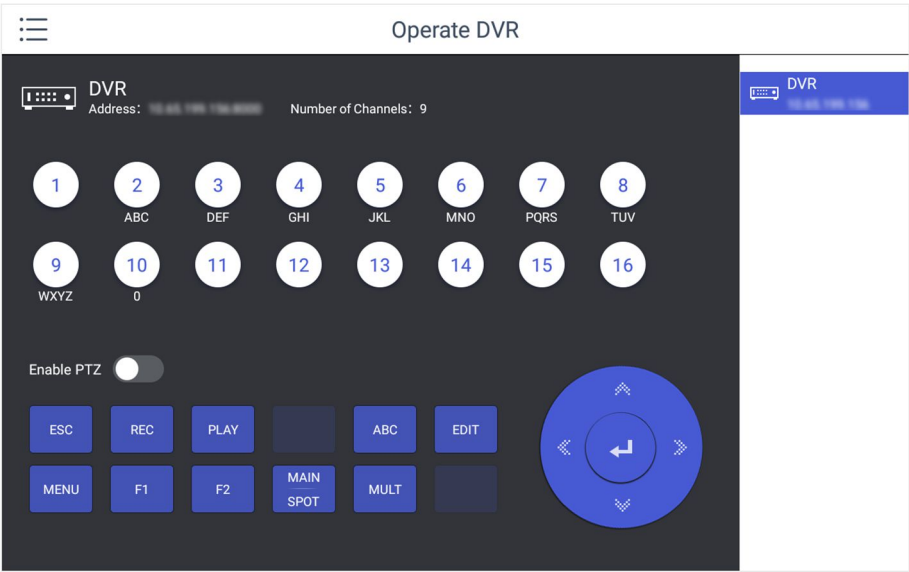 Operate DVR
DVR
Address:
Number of Channels: 9
1 2 3 4 5 6 7 8
ABC DEF GHI JKL MNO PQRS TUV
9 10 11 12 13 14 15 16
WXYZ 0
Enable PTZ
ESC REC PLAY ABC EDIT
MENU F1 F2 MAIN SPOT MULT
DVR